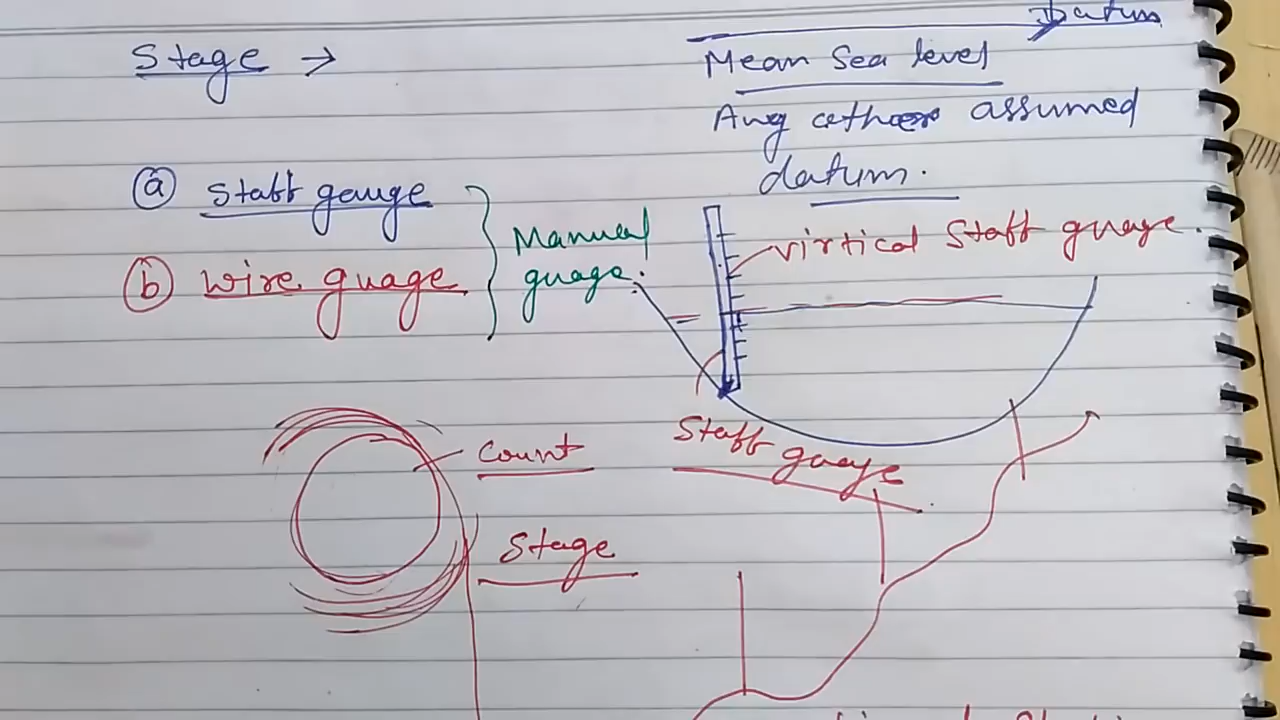 Datum
Stage →
Mean Sea level
Any other assumed
datum.
(a) Staff gauge
(b) Wire guage
Manual
guage.
virtical Staff guage.
Count
Staff guage
Stage